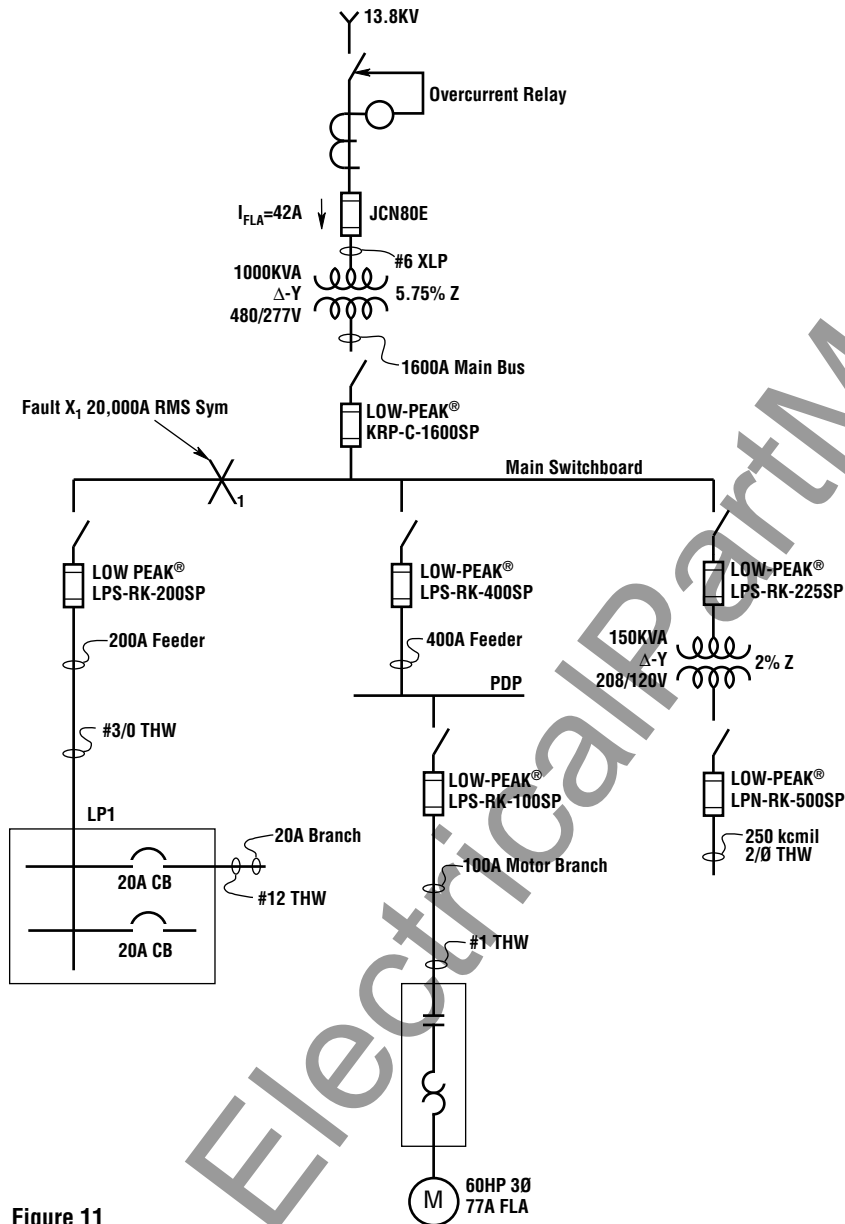 13.8KV
Overcurrent Relay
IFLA=42A
JCN80E
#6 XLP
1000KVA
Δ-Y
480/277V
5.75% Z
1600A Main Bus
Fault X1 20,000A RMS Sym
LOW-PEAK®
KRP-C-1600SP
Main Switchboard
1
LOW PEAK®
LPS-RK-200SP
LOW-PEAK®
LPS-RK-400SP
LOW-PEAK®
LPS-RK-225SP
200A Feeder
400A Feeder
150KVA
Δ-Y
208/120V
2% Z
PDP
#3/0 THW
LOW-PEAK®
LPS-RK-100SP
LOW-PEAK®
LPN-RK-500SP
LP1
20A Branch
20A CB
#12 THW
20A CB
100A Motor Branch
250 kcmil
2/Ø THW
#1 THW
M
60HP 3Ø
77A FLA
Figure 11
ElectricalPartM